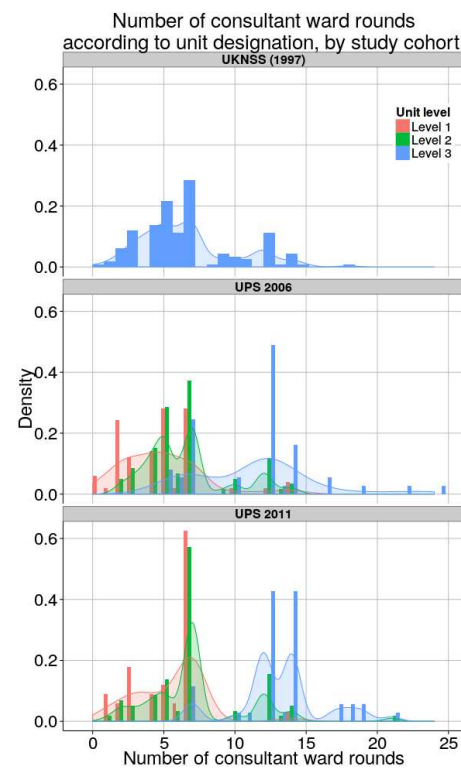 Number of consultant ward rounds
according to unit designation, by study cohort
UKNSS (1997)
Unit level
Level 1
Level 2
Level 3
0.6
0.4
0.2
0.0
UPS 2006
0.6
0.4
0.2
0.0
Density
UPS 2011
0.6
0.4
0.2
0.0
0 5 10 15 20 25
Number of consultant ward rounds